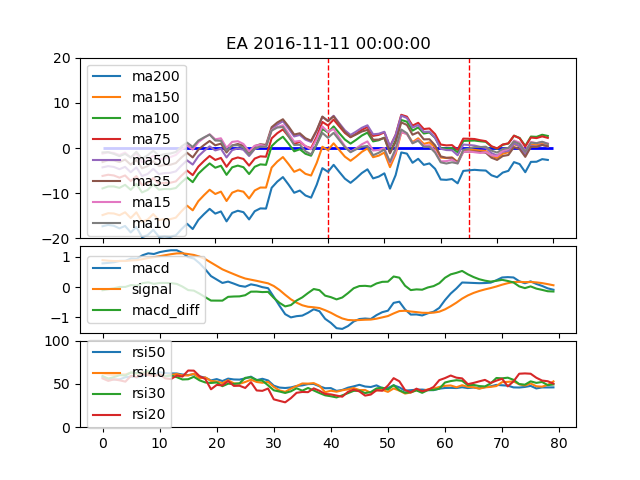 EA 2016-11-11 00:00:00
20
10
0
−10
−20
ma200
ma150
ma100
ma75
ma50
ma35
ma15
ma10
1
0
−1
macd
signal
macd_diff
100
50
0
rsi50
rsi40
rsi30
rsi20
0 10 20 30 40 50 60 70 80